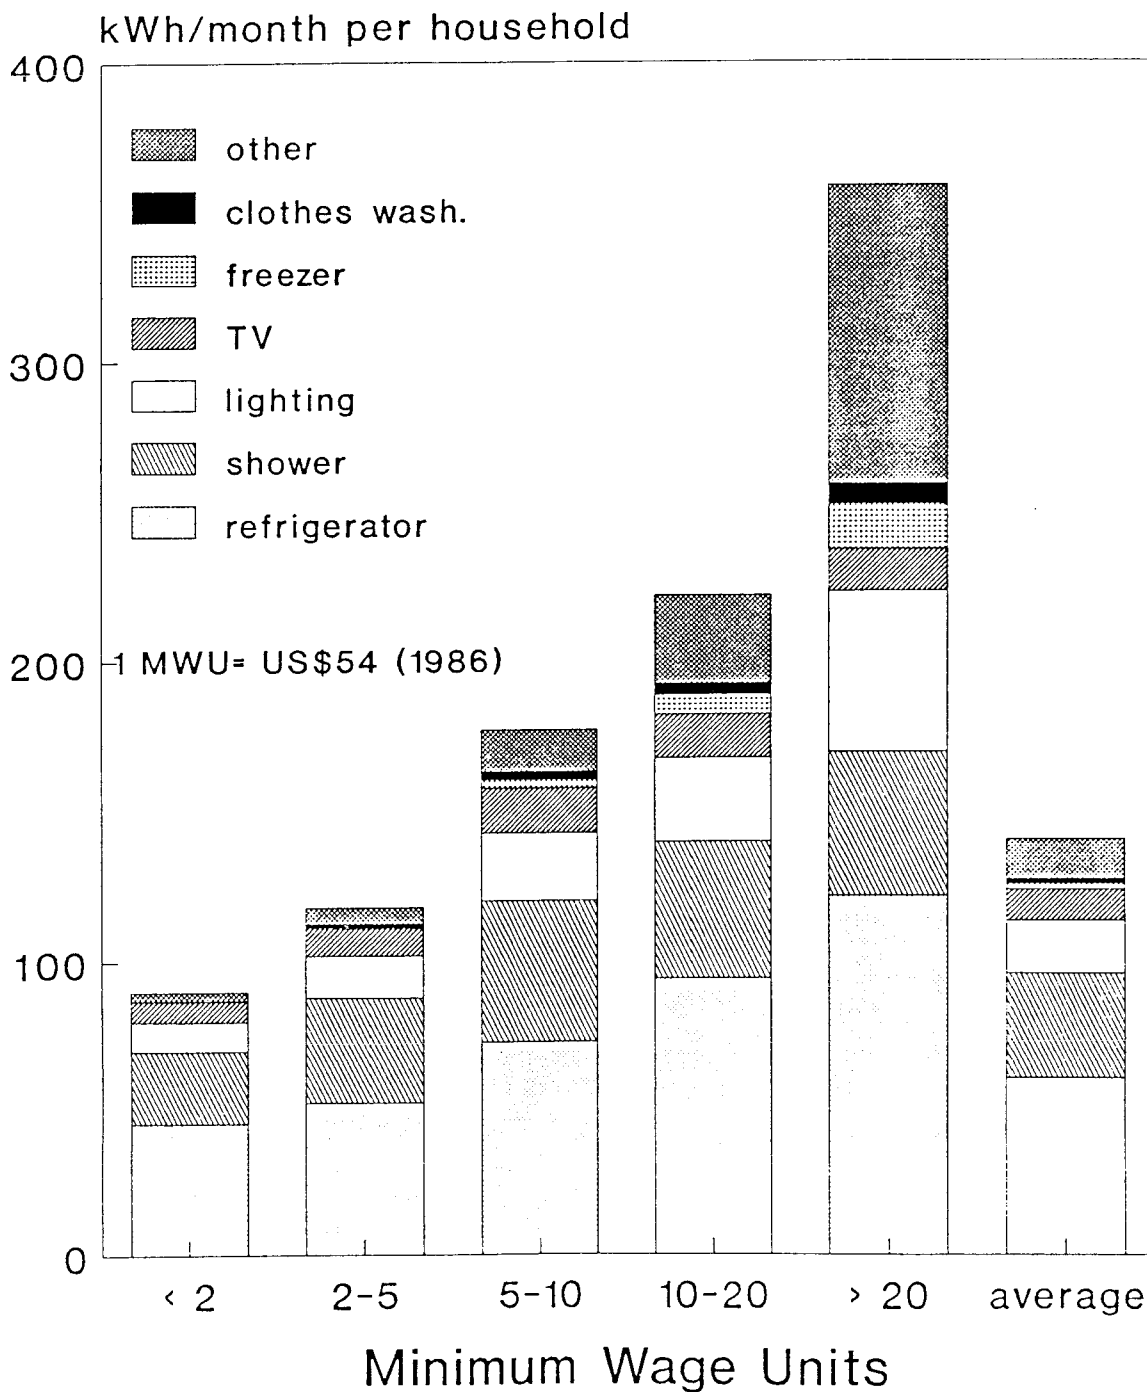 kWh/month per household
400
other
clothes wash.
freezer
300
TV
lighting
shower
refrigerator
200
1 MWU= US$54 (1986)
100
0
< 2 2-5 5-10 10-20 > 20 average
Minimum Wage Units